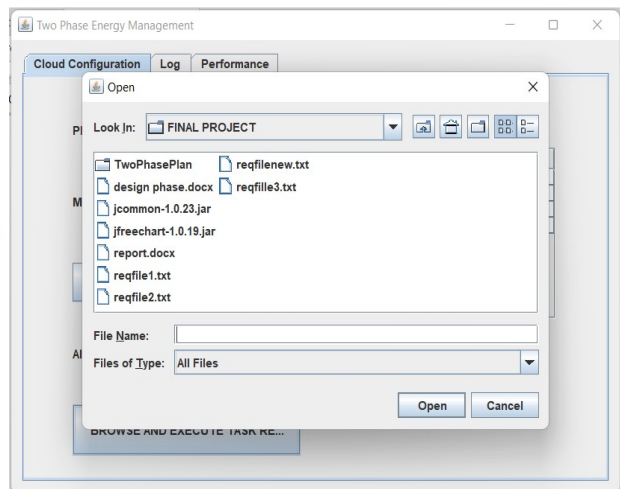 Two Phase Energy Management
Cloud Configuration Log Performance
Open
Look In: FINAL PROJECT
TwoPhasePlan reqfilenew.txt
design phase.docx reqfille3.txt
jcommon-1.0.23.jar
jfreechart-1.0.19.jar
report.docx
reqfile1.txt
reqfile2.txt
File Name:
Files of Type: All Files
Open Cancel
BROWSE AND EXECUTE TASK RE...